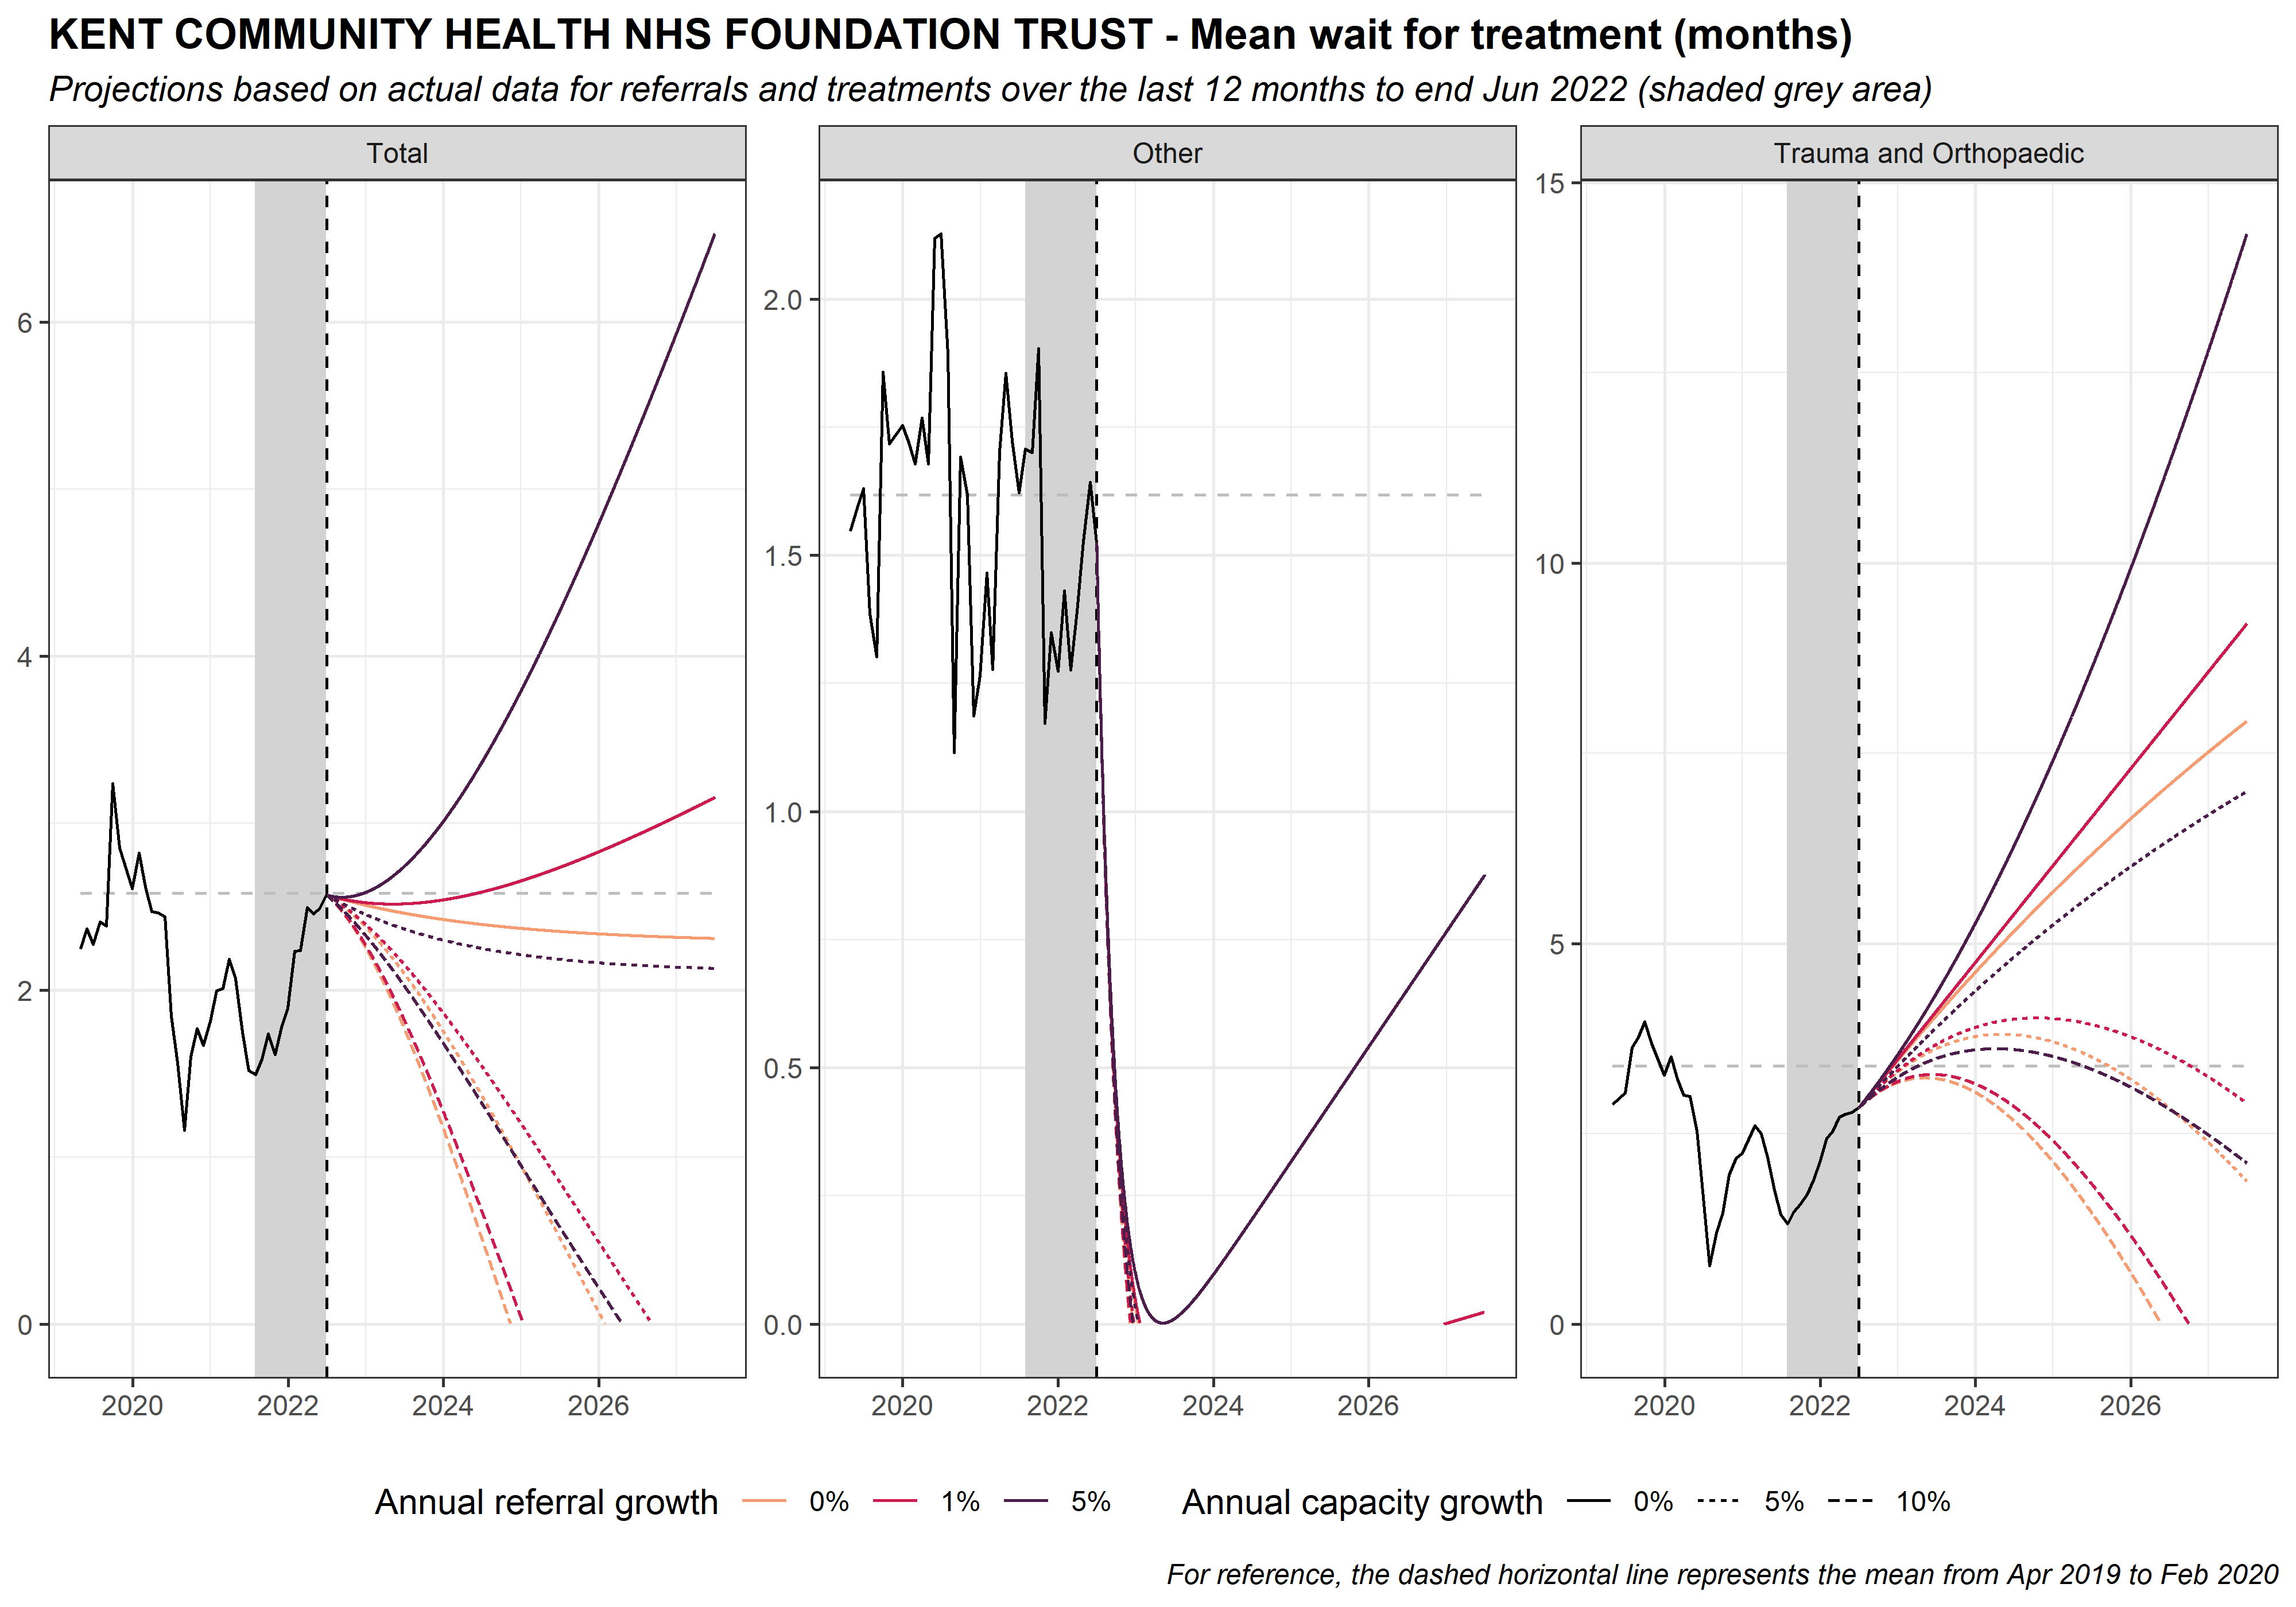 KENT COMMUNITY HEALTH NHS FOUNDATION TRUST - Mean wait for treatment (months)
Projections based on actual data for referrals and treatments over the last 12 months to end Jun 2022 (shaded grey area)
Total
Other
Trauma and Orthopaedic
6
4
2
0
2.0
1.5
1.0
0.5
0.0
15
10
5
0
2020 2022 2024 2026
2020 2022 2024 2026
2020 2022 2024 2026
Annual referral growth 0% 1% 5% Annual capacity growth 0% 5% 10%
For reference, the dashed horizontal line represents the mean from Apr 2019 to Feb 2020